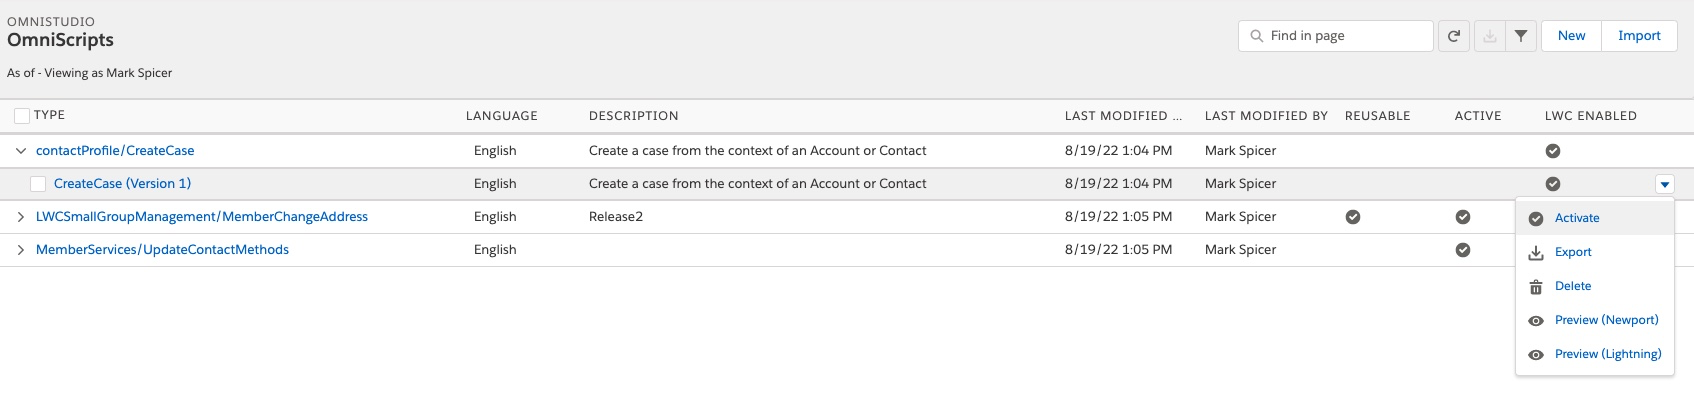 OMNISTUDIO
OmniScripts
Find in page
New
Import
As of - Viewing as Mark Spicer
TYPE LANGUAGE DESCRIPTION LAST MODIFIED ... LAST MODIFIED BY REUSABLE ACTIVE LWC ENABLED
contactProfile/CreateCase English Create a case from the context of an Account or Contact 8/19/22 1:04 PM Mark Spicer
CreateCase (Version 1) English Create a case from the context of an Account or Contact 8/19/22 1:04 PM Mark Spicer
LWCSmallGroupManagement/MemberChangeAddress English Release2 8/19/22 1:05 PM Mark Spicer
MemberServices/UpdateContactMethods English 8/19/22 1:05 PM Mark Spicer
Activate
Export
Delete
Preview (Newport)
Preview (Lightning)